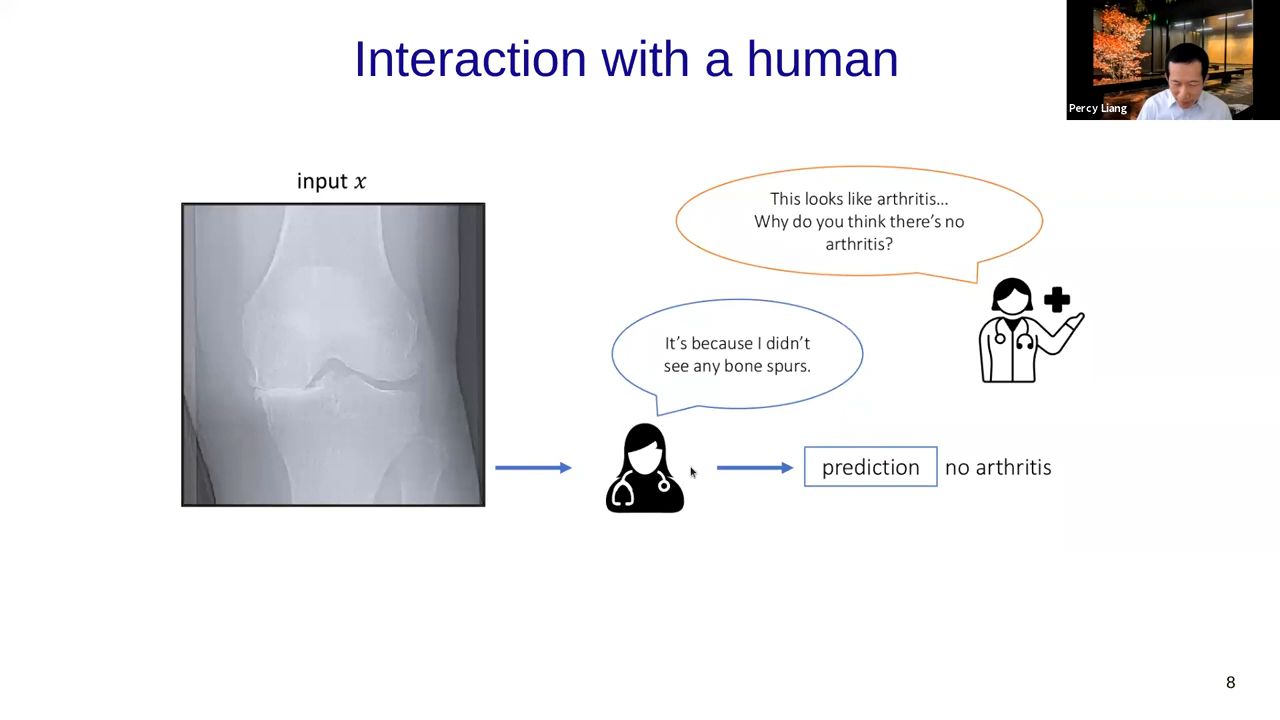 Interaction with a human
Percy Liang
input x
This looks like arthritis...
Why do you think there's no
arthritis?
It's because I didn't
see any bone spurs.
prediction
no arthritis
8